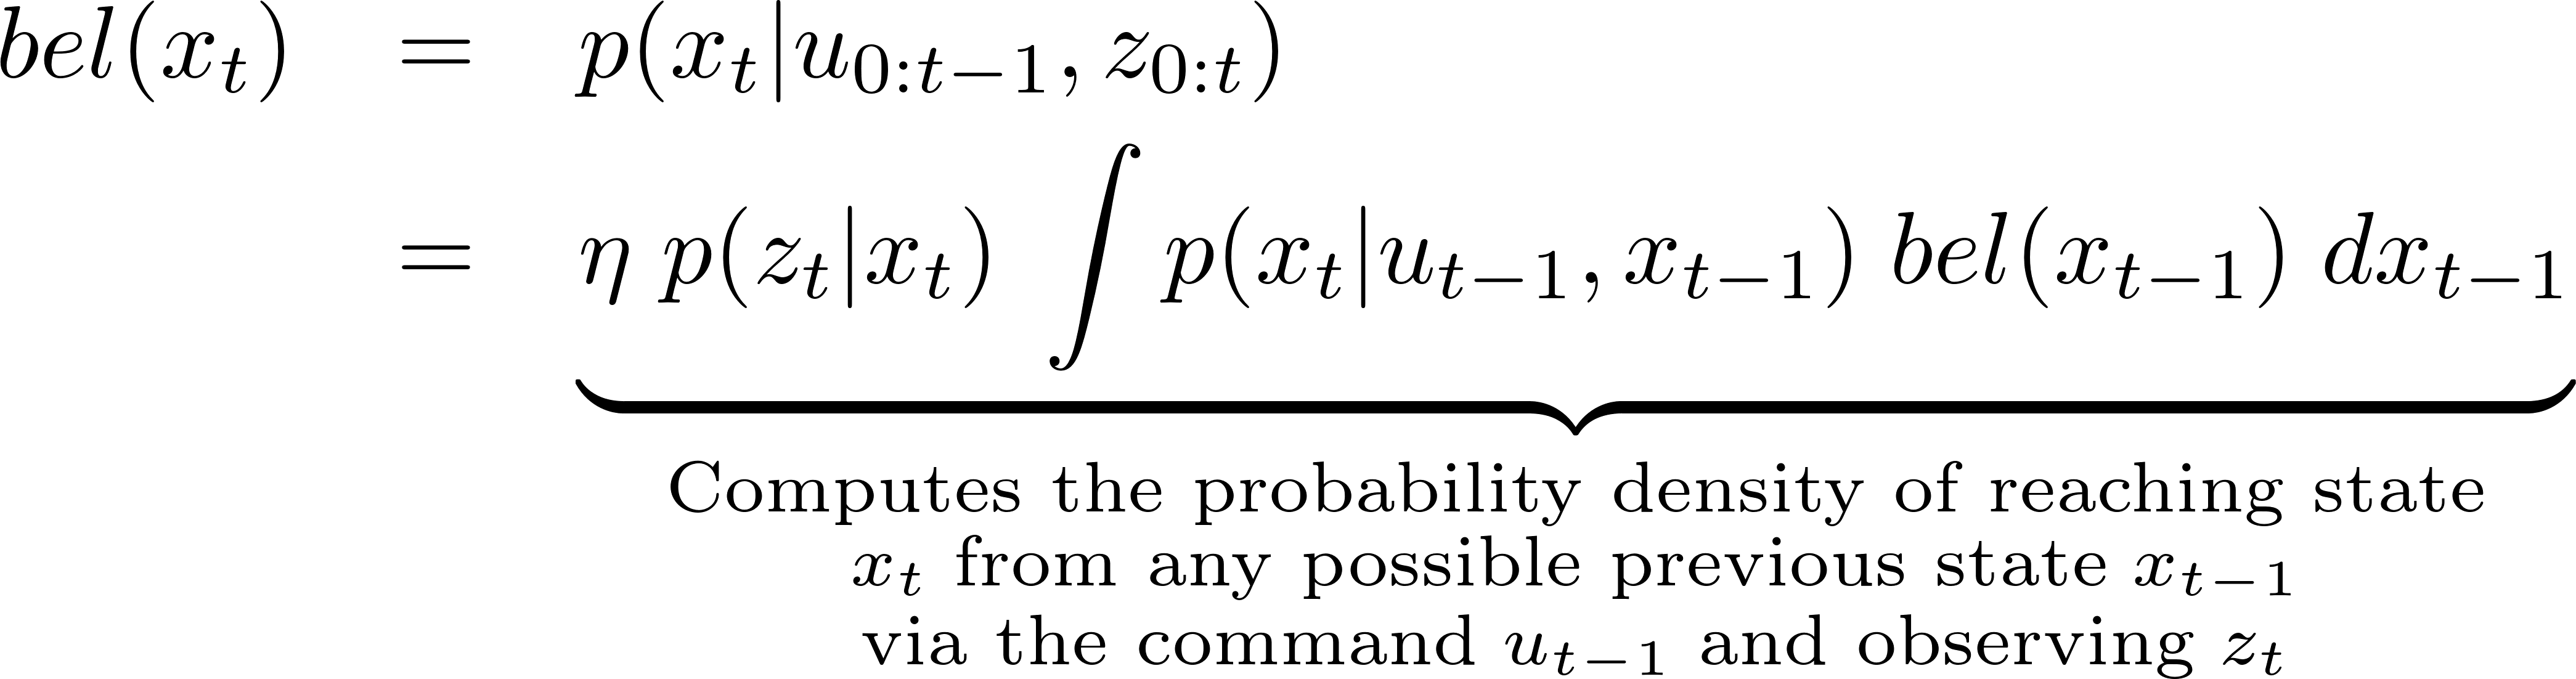 bel(x_t) = p(x_t|u_{0:t−1}, z_{0:t})
= η p(z_t|x_t) ∫ p(x_t|u_{t−1}, x_{t−1}) bel(x_{t−1}) dx_{t−1}
Computes the probability density of reaching state
x_t from any possible previous state x_{t−1}
via the command u_{t−1} and observing z_t